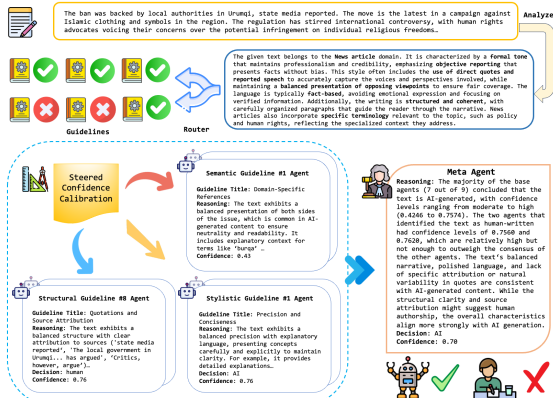 The ban was backed by local authorities in Urumqi, state media reported. The move is the latest in a campaign against
Islamic clothing and symbols in the region. The regulation has stirred international controversy, with human rights
advocates voicing their concerns over the potential infringement on individual religious freedoms…
Analyze
The given text belongs to the News article domain. It is characterized by a formal tone
that maintains professionalism and credibility, emphasizing objective reporting that
presents facts without bias. This style often includes the use of direct quotes and
reported speech to accurately capture the voices and perspectives involved, while
maintaining a balanced presentation of opposing viewpoints to ensure fair coverage. The
language is typically fact-based, avoiding emotional expression and focusing on
verified information. Additionally, the writing is structured and coherent, with
carefully organized paragraphs that guide the reader through the narrative. News
articles also incorporate specific terminology relevant to the topic, such as policy
and human rights, reflecting the specialized context they address.
Guidelines
Router
Steered
Confidence
Calibration
Semantic Guideline #1 Agent
Guideline Title: Domain-Specific
References
Reasoning: The text exhibits a
balanced presentation of both sides
of the issue, which is common in AI-
generated content to ensure
neutrality and readability. It
includes explanatory context for
terms like 'burqa' …
Confidence: 0.43
Structural Guideline #8 Agent
Guideline Title: Quotations and
Source Attribution
Reasoning: The text exhibits a
balanced structure with clear
attribution to sources ('state media
reported', 'The local government in
Urumqi... has argued', 'Critics,
however, argue')…
Decision: human
Confidence: 0.76
Stylistic Guideline #1 Agent
Guideline Title: Precision and
Conciseness
Reasoning: The text exhibits a
balanced precision with explanatory
language, presenting concepts
carefully and explicitly to maintain
clarity. For example, it provides
detailed explanations…
Decision: AI
Confidence: 0.76
Meta Agent
Reasoning: The majority of the base
agents (7 out of 9) concluded that the
text is AI-generated, with confidence
levels ranging from moderate to high
(0.4246 to 0.7574). The two agents that
identified the text as human-written
had confidence levels of 0.7560 and
0.7620, which are relatively high but
not enough to outweigh the consensus of
the other agents. The text's balanced
narrative, polished language, and lack
of specific attribution or natural
variability in quotes are consistent
with AI-generated content. While the
structural clarity and source
attribution might suggest human
authorship, the overall characteristics
align more strongly with AI generation.
Decision: AI
Confidence: 0.70